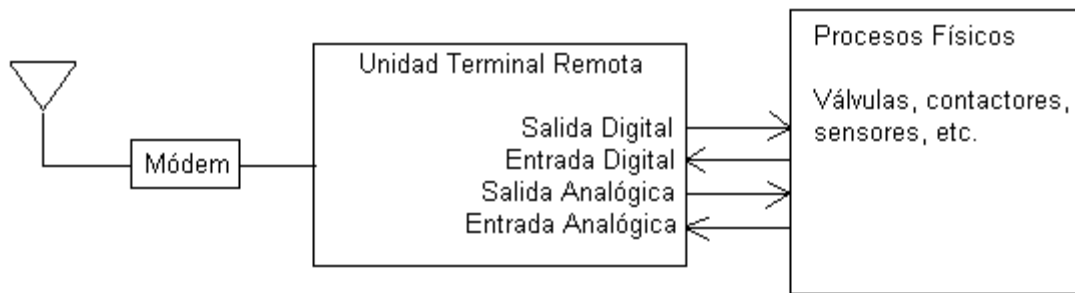 Módem
Unidad Terminal Remota
Salida Digital
Entrada Digital
Salida Analógica
Entrada Analógica
Procesos Físicos
Válvulas, contactores,
sensores, etc.